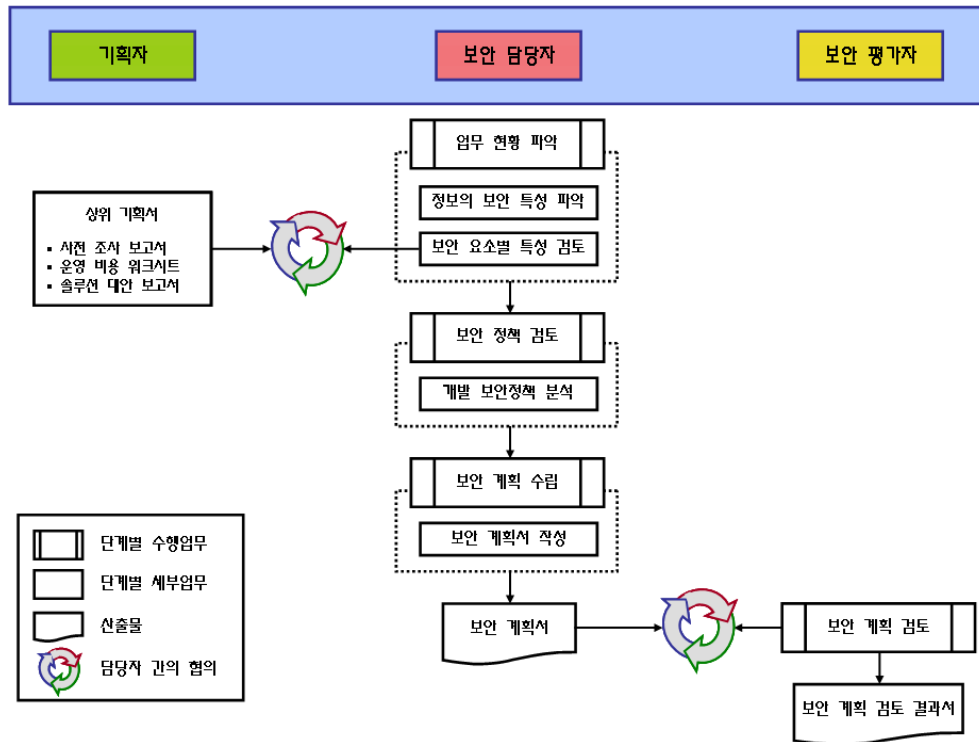 기획자
보안 담당자
보안 평가자
업무 현황 파악
정보의 보안 특성 파악
보안 요소별 특성 검토
상위 기획서
▪ 사전 조사 보고서
▪ 운영 비용 워크시트
▪ 솔루션 대안 보고서
보안 정책 검토
개발 보안정책 분석
보안 계획 수립
보안 계획서 작성
보안 계획서
보안 계획 검토
보안 계획 검토 결과서
단계별 수행업무
단계별 세부업무
산출물
담당자 간의 협의